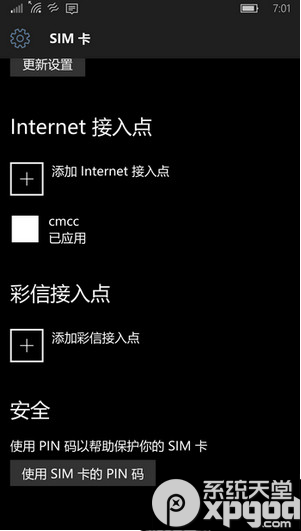 7:01
SIM 卡
更新设置
Internet 接入点
添加 Internet 接入点
cmcc
已应用
彩信接入点
添加彩信接入点
安全
使用 PIN 码以帮助保护你的 SIM 卡
使用 SIM 卡的 PIN 码
系统天堂
xpgod
.com